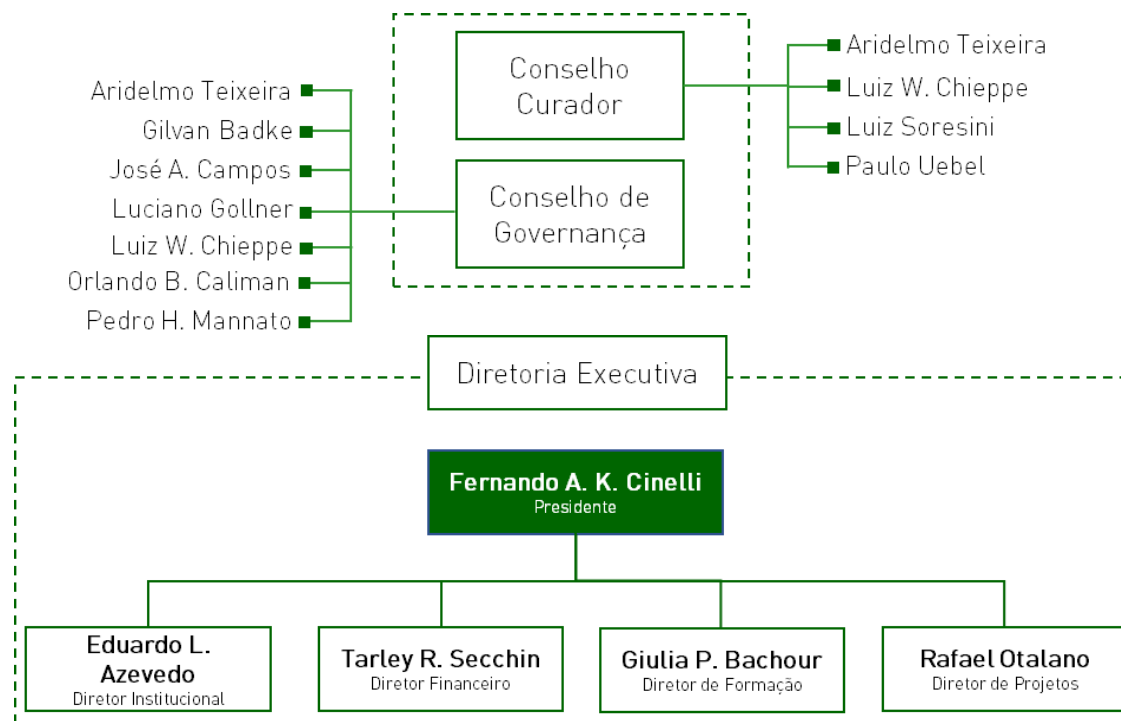 Conselho
Curador
Aridelmo Teixeira
Luiz W. Chieppe
Luiz Soresini
Paulo Uebel
Aridelmo Teixeira
Gilvan Badke
José A. Campos
Luciano Gollner
Luiz W. Chieppe
Orlando B. Caliman
Pedro H. Mannato
Conselho de
Governança
Diretoria Executiva
Fernando A. K. Cinelli
Presidente
Eduardo L.
Azevedo
Diretor Institucional
Tarley R. Secchin
Diretor Financeiro
Giulia P. Bachour
Diretor de Formação
Rafael Otalano
Diretor de Projetos